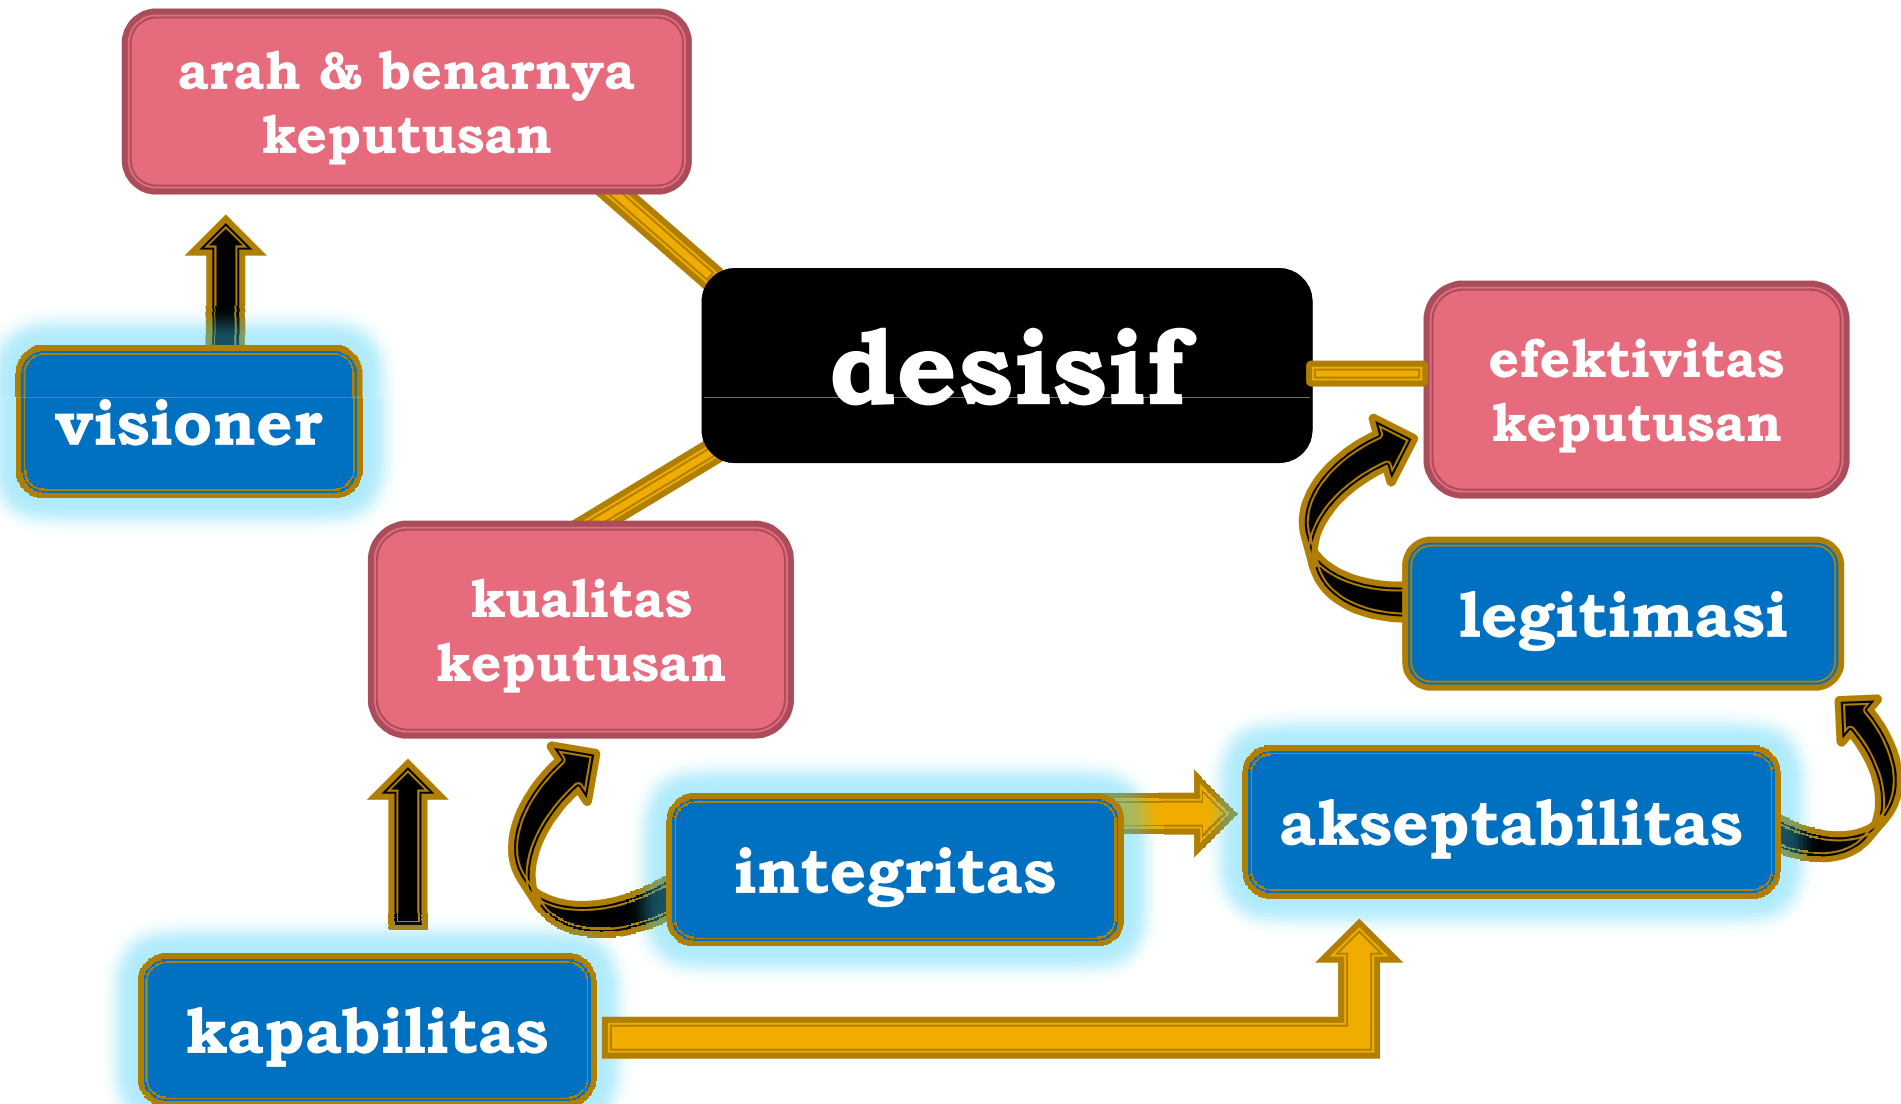 arah & benarnya
keputusan
desisif
efektivitas
keputusan
visioner
kualitas
keputusan
legitimasi
akseptabilitas
integritas
kapabilitas